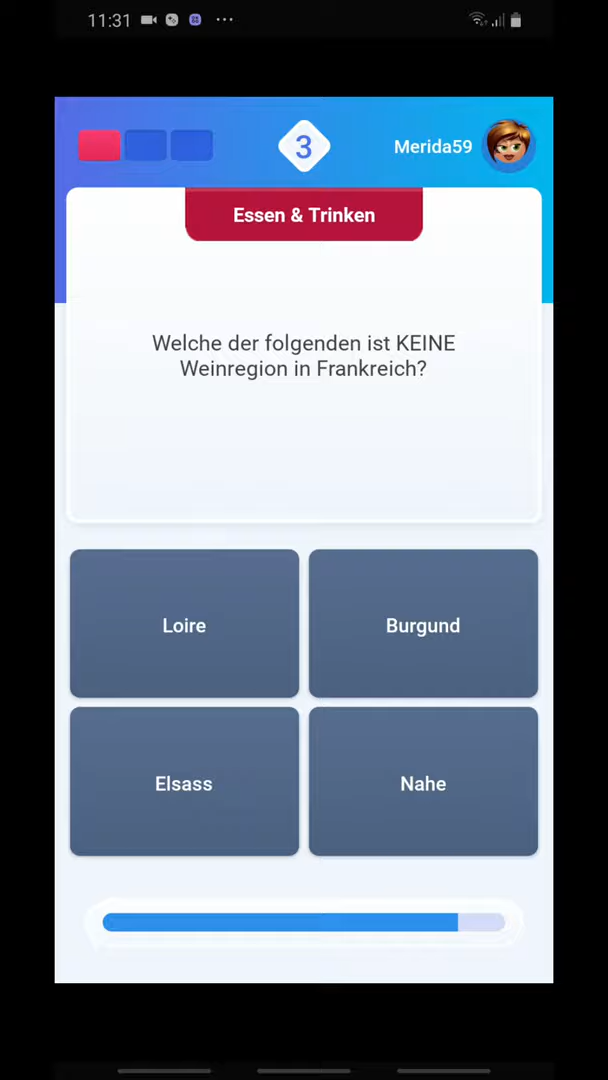 11:31
3
Merida59
Essen & Trinken
Welche der folgenden ist KEINE
Weinregion in Frankreich?
Loire
Burgund
Elsass
Nahe